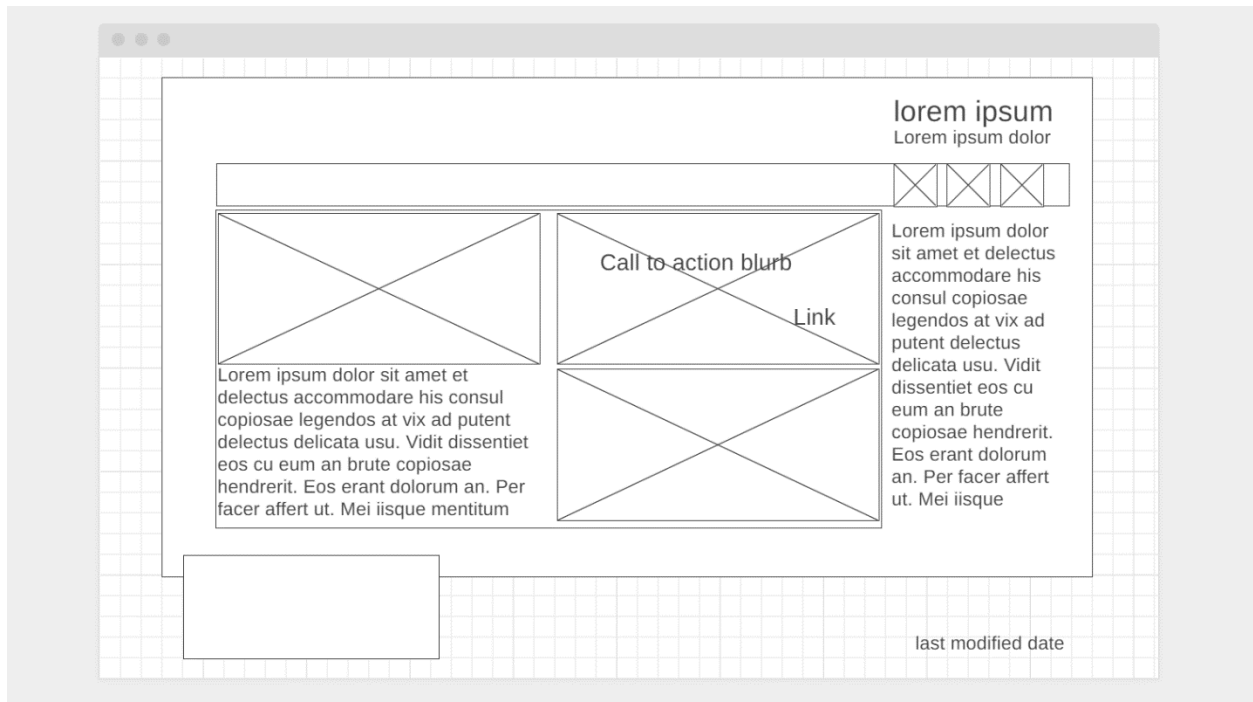 lorem ipsum
Lorem ipsum dolor
Call to action blurb
Link
Lorem ipsum dolor sit amet et
delectus accommodare his consul
copiosae legendos at vix ad putent
delectus delicata usu. Vidit dissentiet
eos cu eum an brute copiosae
hendrerit. Eos erant dolorum an. Per
facer affert ut. Mei iisque mentitum
Lorem ipsum dolor
sit amet et delectus
accommodare his
consul copiosae
legendos at vix ad
putent delectus
delicata usu. Vidit
dissentiet eos cu
eum an brute
copiosae hendrerit.
Eos erant dolorum
an. Per facer affert
ut. Mei iisque
last modified date